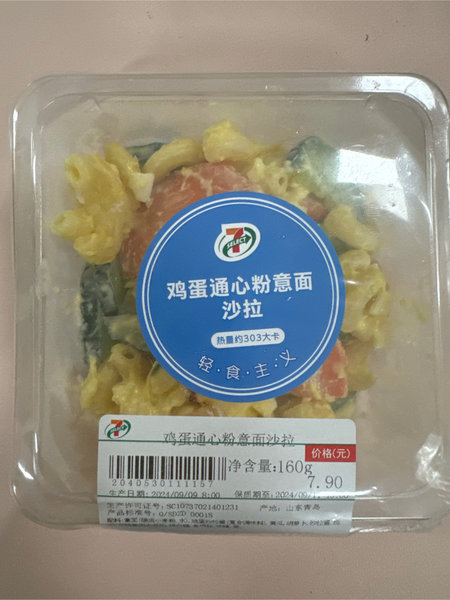 7
SELECT
鸡蛋通心粉意面
沙拉
热量约303大卡
轻·食·主·义
鸡蛋通心粉意面沙拉
价格(元)
净含量:160g
7.90
2040530111157
生产日期:2024/09/09 8:00 保质期至:2024/09/
生产许可证号: SC10737021401231 产地: 山东青岛
产品标准号: Q/SDZD 0001S